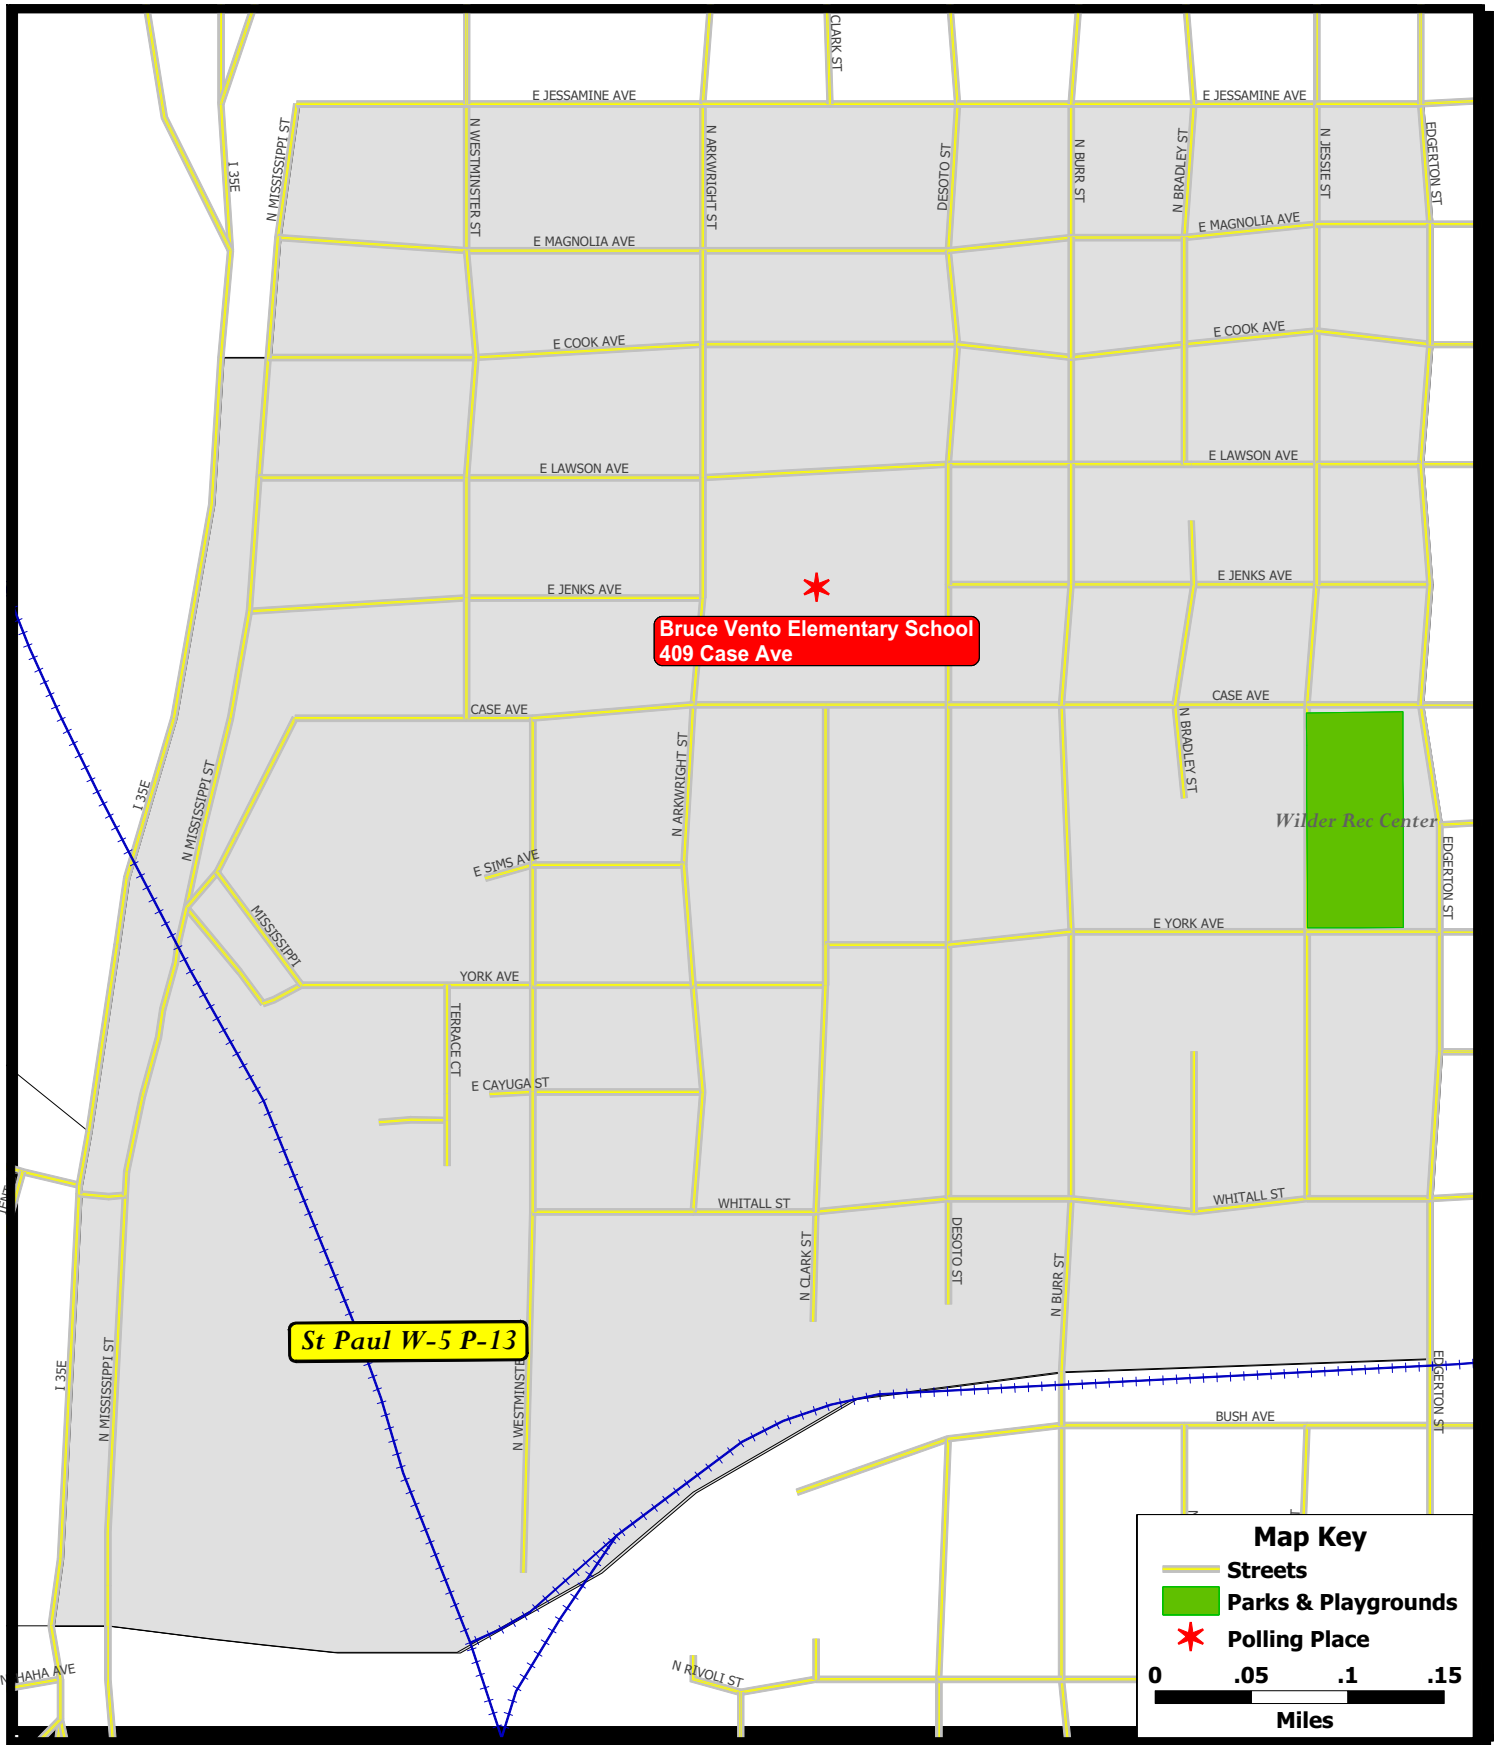 CLARK ST
E JESSAMINE AVE
E JESSAMINE AVE
I 35E
N MISSISSIPPI ST
N WESTMINSTER ST
N ARKWRIGHT ST
DESOTO ST
N BURR ST
N BRADLEY ST
N JESSIE ST
EDGERTON ST
E MAGNOLIA AVE
E MAGNOLIA AVE
E COOK AVE
E COOK AVE
E LAWSON AVE
E LAWSON AVE
E JENKS AVE
E JENKS AVE
Bruce Vento Elementary School
409 Case Ave
CASE AVE
CASE AVE
I 35E
N MISSISSIPPI ST
N ARKWRIGHT ST
N BRADLEY ST
Wilder Rec Center
E SIMS AVE
EDGERTON ST
MISSISSIPPI
E YORK AVE
YORK AVE
TERRACE CT
E CAYUGA ST
WHITALL ST
WHITALL ST
N CLARK ST
DESOTO ST
N BURR ST
St Paul W-5 P-13
I 35E
N MISSISSIPPI ST
N WESTMINSTE
EDGERTON ST
BUSH AVE
N
T
HAHA AVE
N RIVOLI ST
Map Key
Streets
Parks & Playgrounds
Polling Place
0 .05 .1 .15
Miles